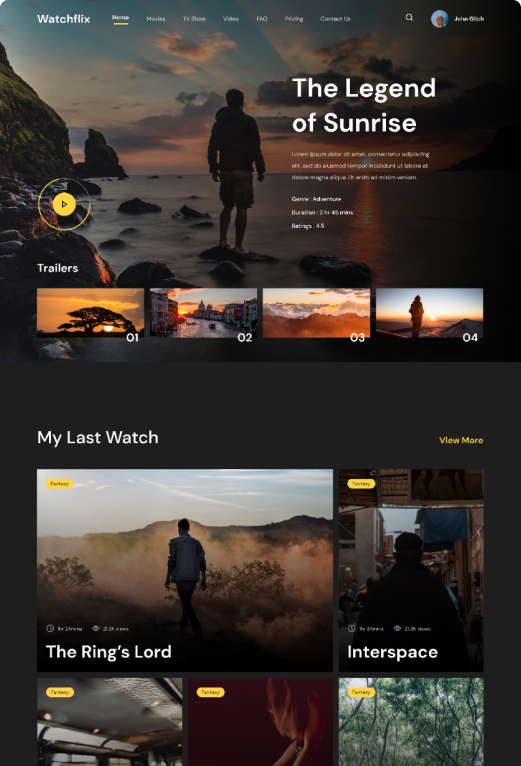 Watchflix Home Movies TV Show Video FAQ Pricing Contact Us John Glich
The Legend
of Sunrise
Lorem ipsum dolor sit amet, consectetur adipiscing
elit, sed do eiusmod tempor incididunt ut labore et
dolore magna aliqua. Ut enim ad minim veniam.
Genre : Adventure
Duration : 2 hr 45 mins
Ratings : 4.5
Trailers
01 02 03 04
My Last Watch View More
Fantasy Fantasy
1hr 24mins 21.3K views 1hr 24mins 21.3K views
The Ring's Lord Interspace
Fantasy Fantasy Fantasy